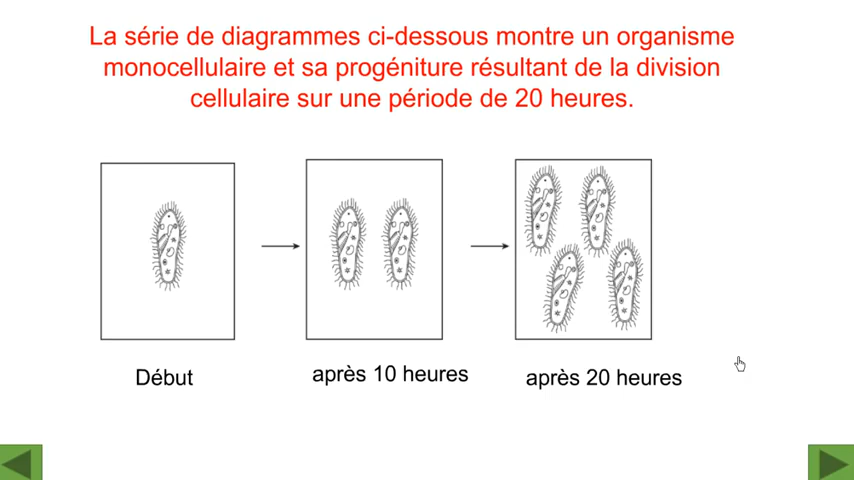 La série de diagrammes ci-dessous montre un organisme
monocellulaire et sa progéniture résultant de la division
cellulaire sur une période de 20 heures.
Début
après 10 heures
après 20 heures